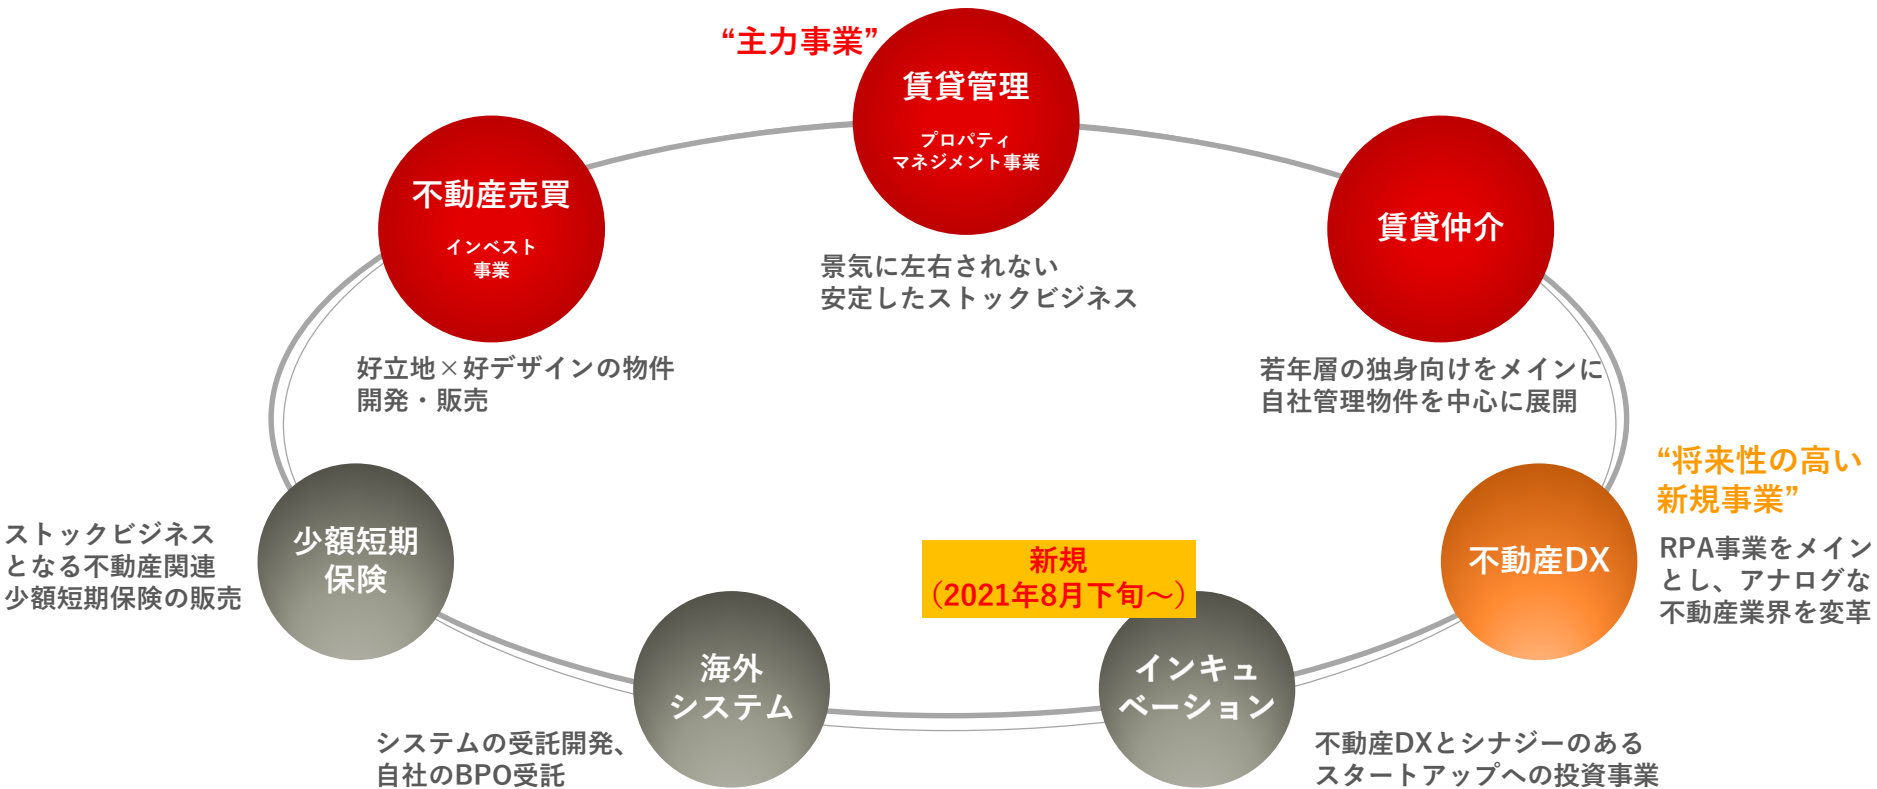 “主力事業”
賃貸管理
プロパティ
マネジメント事業
景気に左右されない
安定したストックビジネス
不動産売買
インベスト
事業
好立地×好デザインの物件
開発・販売
賃貸仲介
若年層の独身向けをメインに
自社管理物件を中心に展開
“将来性の高い
新規事業”
不動産DX
RPA事業をメイン
とし、アナログな
不動産業界を変革
新規
（2021年8月下旬～）
インキュ
ベーション
不動産DXとシナジーのある
スタートアップへの投資事業
海外
システム
システムの受託開発、
自社のBPO受託
少額短期
保険
ストックビジネス
となる不動産関連
少額短期保険の販売